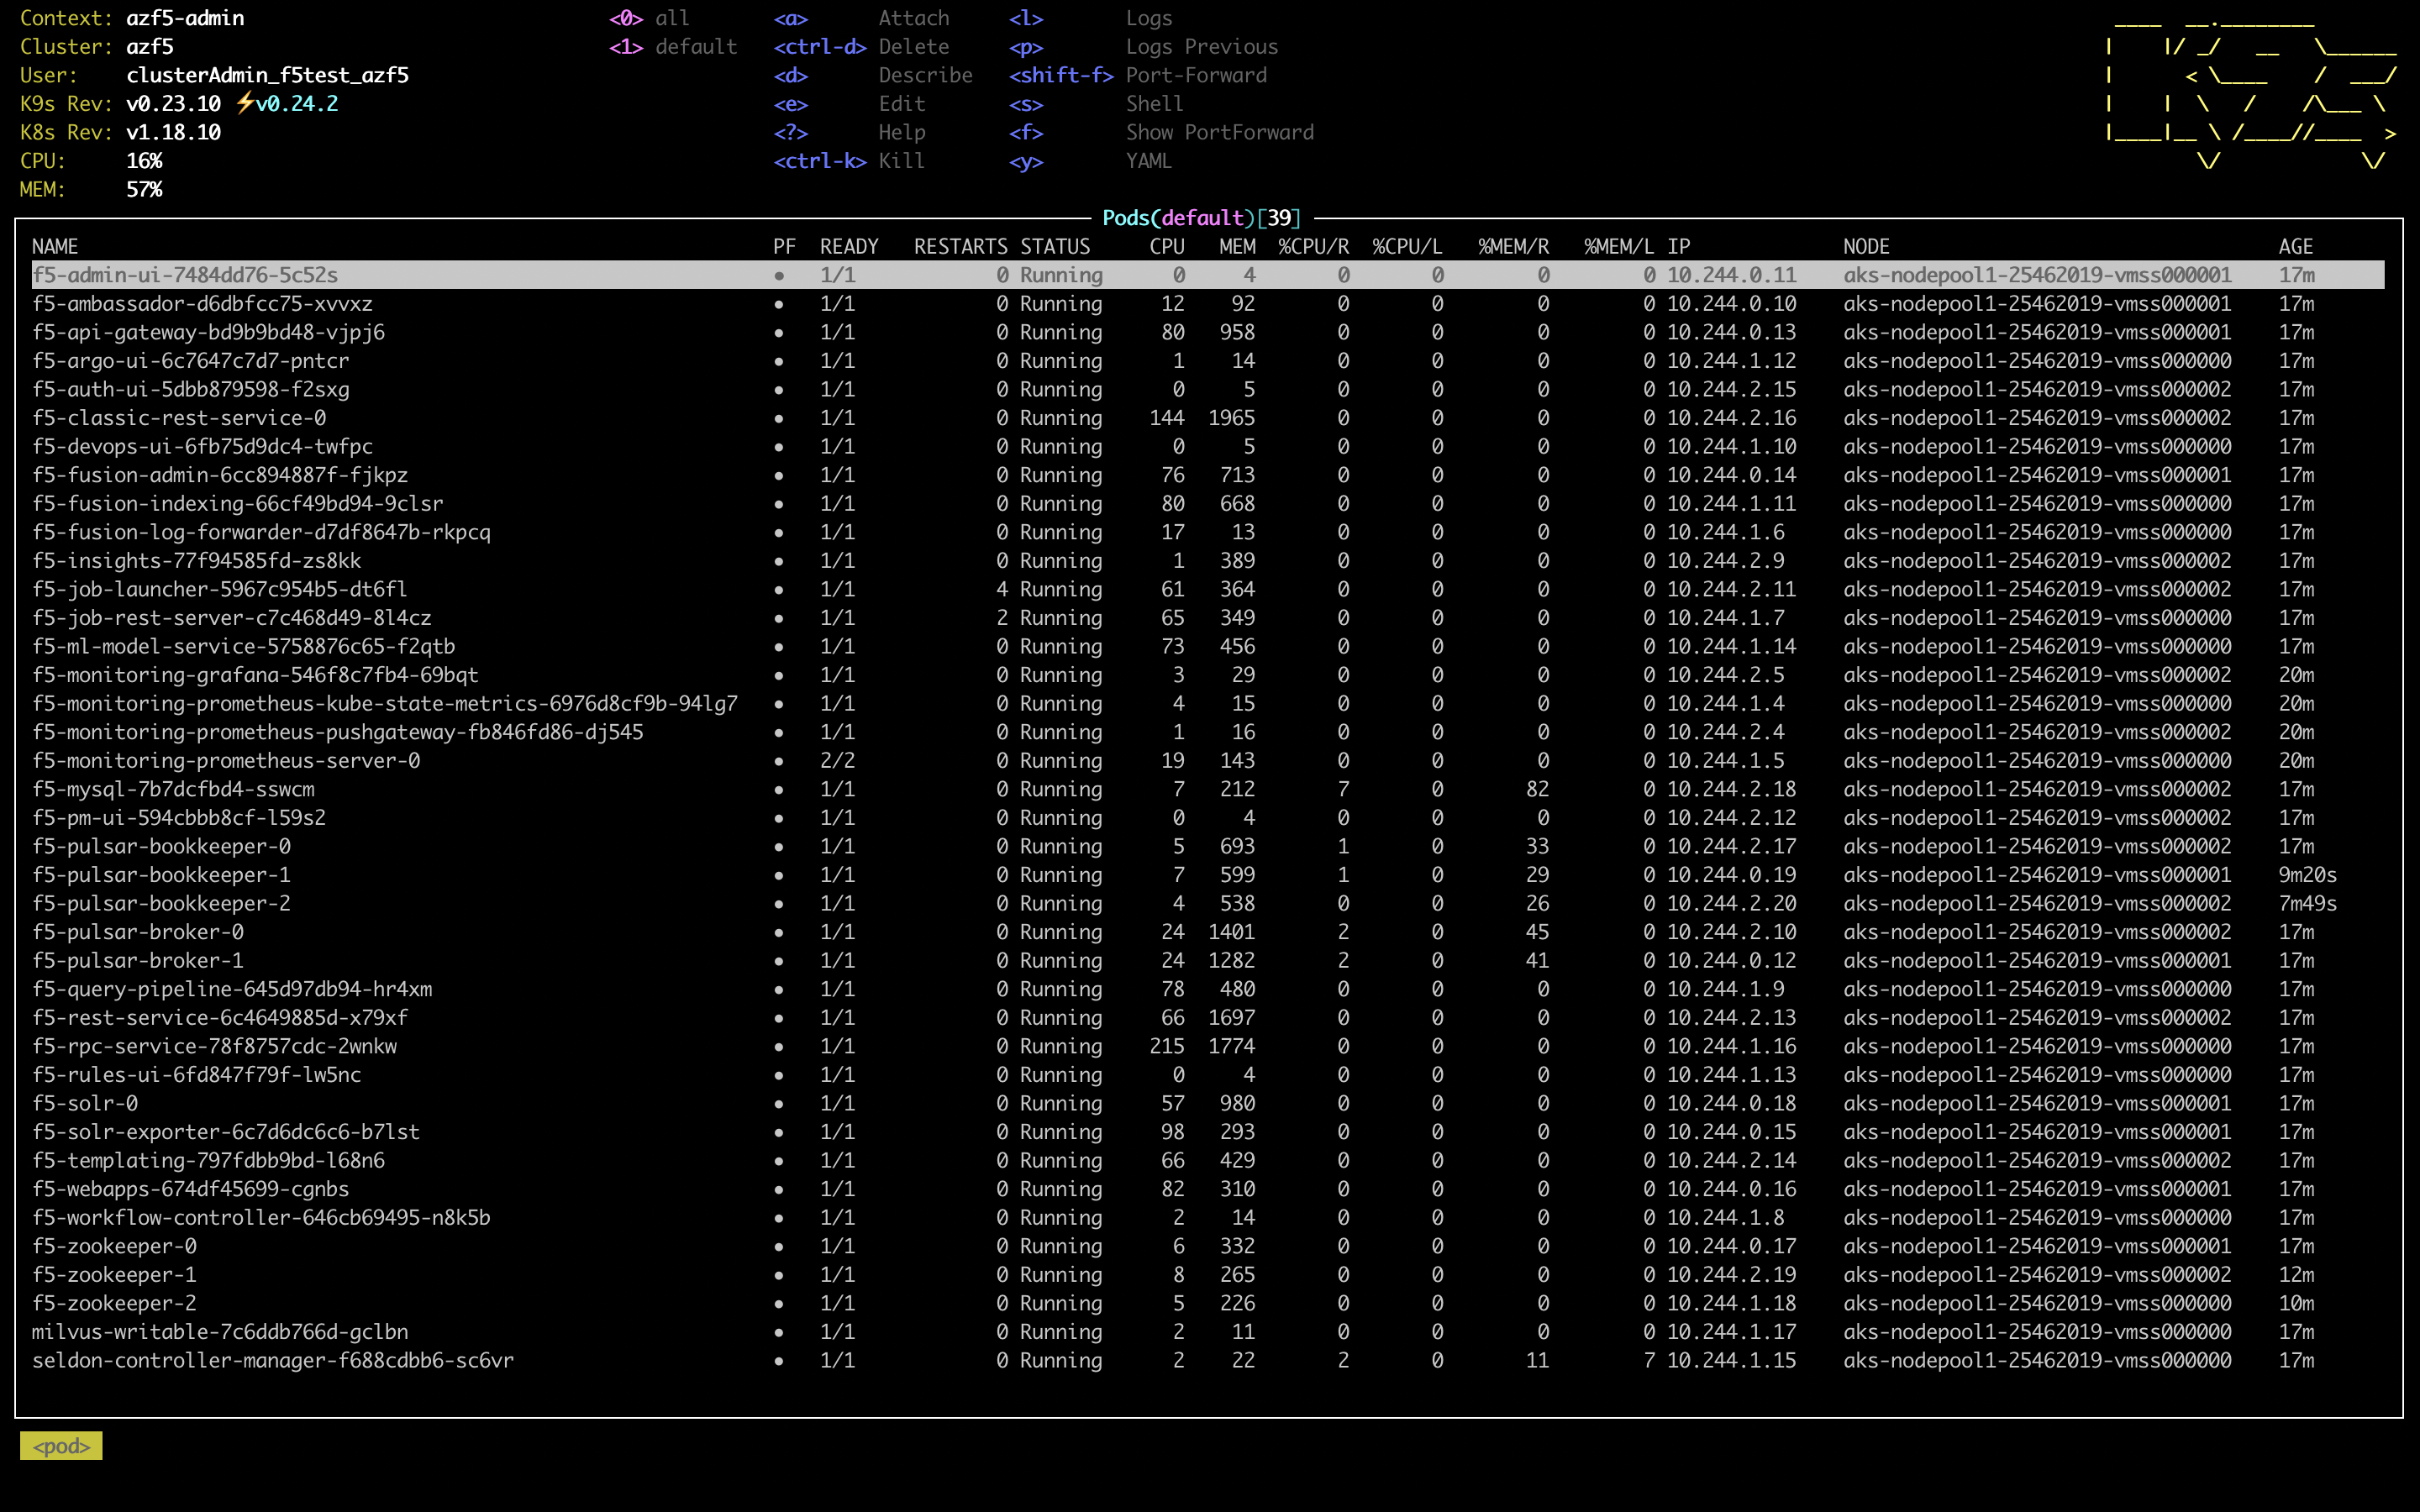 Context: azf5-admin <0> all <a> Attach <l> Logs
Cluster: azf5 <1> default <ctrl-d> Delete <p> Logs Previous
User: clusterAdmin_f5test_azf5 <d> Describe <shift-f> Port-Forward
K9s Rev: v0.23.10 ⚡v0.24.2 <e> Edit <s> Shell
K8s Rev: v1.18.10 <?> Help <f> Show PortForward
CPU: 16% <ctrl-k> Kill <y> YAML
MEM: 57%
Pods(default)[39]
NAME PF READY RESTARTS STATUS CPU MEM %CPU/R %CPU/L %MEM/R %MEM/L IP NODE AGE
f5-admin-ui-7484dd76-5c52s ● 1/1 0 Running 0 4 0 0 0 0 10.244.0.11 aks-nodepool1-25462019-vmss000001 17m
f5-ambassador-d6dbfcc75-xvvxz ● 1/1 0 Running 12 92 0 0 0 0 10.244.0.10 aks-nodepool1-25462019-vmss000001 17m
f5-api-gateway-bd9b9bd48-vjpj6 ● 1/1 0 Running 80 958 0 0 0 0 10.244.0.13 aks-nodepool1-25462019-vmss000001 17m
f5-argo-ui-6c7647c7d7-pntcr ● 1/1 0 Running 1 14 0 0 0 0 10.244.1.12 aks-nodepool1-25462019-vmss000000 17m
f5-auth-ui-5dbb879598-f2sxg ● 1/1 0 Running 0 5 0 0 0 0 10.244.2.15 aks-nodepool1-25462019-vmss000002 17m
f5-classic-rest-service-0 ● 1/1 0 Running 144 1965 0 0 0 0 10.244.2.16 aks-nodepool1-25462019-vmss000002 17m
f5-devops-ui-6fb75d9dc4-twfpc ● 1/1 0 Running 0 5 0 0 0 0 10.244.1.10 aks-nodepool1-25462019-vmss000000 17m
f5-fusion-admin-6cc894887f-fjkpz ● 1/1 0 Running 76 713 0 0 0 0 10.244.0.14 aks-nodepool1-25462019-vmss000001 17m
f5-fusion-indexing-66cf49bd94-9clsr ● 1/1 0 Running 80 668 0 0 0 0 10.244.1.11 aks-nodepool1-25462019-vmss000000 17m
f5-fusion-log-forwarder-d7df8647b-rkpcq ● 1/1 0 Running 17 13 0 0 0 0 10.244.1.6 aks-nodepool1-25462019-vmss000000 17m
f5-insights-77f94585fd-zs8kk ● 1/1 0 Running 1 389 0 0 0 0 10.244.2.9 aks-nodepool1-25462019-vmss000002 17m
f5-job-launcher-5967c954b5-dt6fl ● 1/1 4 Running 61 364 0 0 0 0 10.244.2.11 aks-nodepool1-25462019-vmss000002 17m
f5-job-rest-server-c7c468d49-8l4cz ● 1/1 2 Running 65 349 0 0 0 0 10.244.1.7 aks-nodepool1-25462019-vmss000000 17m
f5-ml-model-service-5758876c65-f2qtb ● 1/1 0 Running 73 456 0 0 0 0 10.244.1.14 aks-nodepool1-25462019-vmss000000 17m
f5-monitoring-grafana-546f8c7fb4-69bqt ● 1/1 0 Running 3 29 0 0 0 0 10.244.2.5 aks-nodepool1-25462019-vmss000002 20m
f5-monitoring-prometheus-kube-state-metrics-6976d8cf9b-94lg7 ● 1/1 0 Running 4 15 0 0 0 0 10.244.1.4 aks-nodepool1-25462019-vmss000000 20m
f5-monitoring-prometheus-pushgateway-fb846fd86-dj545 ● 1/1 0 Running 1 16 0 0 0 0 10.244.2.4 aks-nodepool1-25462019-vmss000002 20m
f5-monitoring-prometheus-server-0 ● 2/2 0 Running 19 143 0 0 0 0 10.244.1.5 aks-nodepool1-25462019-vmss000000 20m
f5-mysql-7b7dcfbd4-sswcm ● 1/1 0 Running 7 212 7 0 82 0 10.244.2.18 aks-nodepool1-25462019-vmss000002 17m
f5-pm-ui-594cbbb8cf-l59s2 ● 1/1 0 Running 0 4 0 0 0 0 10.244.2.12 aks-nodepool1-25462019-vmss000002 17m
f5-pulsar-bookkeeper-0 ● 1/1 0 Running 5 693 1 0 33 0 10.244.2.17 aks-nodepool1-25462019-vmss000002 17m
f5-pulsar-bookkeeper-1 ● 1/1 0 Running 7 599 1 0 29 0 10.244.0.19 aks-nodepool1-25462019-vmss000001 9m20s
f5-pulsar-bookkeeper-2 ● 1/1 0 Running 4 538 0 0 26 0 10.244.2.20 aks-nodepool1-25462019-vmss000002 7m49s
f5-pulsar-broker-0 ● 1/1 0 Running 24 1401 2 0 45 0 10.244.2.10 aks-nodepool1-25462019-vmss000002 17m
f5-pulsar-broker-1 ● 1/1 0 Running 24 1282 2 0 41 0 10.244.0.12 aks-nodepool1-25462019-vmss000001 17m
f5-query-pipeline-645d97db94-hr4xm ● 1/1 0 Running 78 480 0 0 0 0 10.244.1.9 aks-nodepool1-25462019-vmss000000 17m
f5-rest-service-6c4649885d-x79xf ● 1/1 0 Running 66 1697 0 0 0 0 10.244.2.13 aks-nodepool1-25462019-vmss000002 17m
f5-rpc-service-78f8757cdc-2wnkw ● 1/1 0 Running 215 1774 0 0 0 0 10.244.1.16 aks-nodepool1-25462019-vmss000000 17m
f5-rules-ui-6fd847f79f-lw5nc ● 1/1 0 Running 0 4 0 0 0 0 10.244.1.13 aks-nodepool1-25462019-vmss000000 17m
f5-solr-0 ● 1/1 0 Running 57 980 0 0 0 0 10.244.0.18 aks-nodepool1-25462019-vmss000001 17m
f5-solr-exporter-6c7d6dc6c6-b7lst ● 1/1 0 Running 98 293 0 0 0 0 10.244.0.15 aks-nodepool1-25462019-vmss000001 17m
f5-templating-797fdbb9bd-l68n6 ● 1/1 0 Running 66 429 0 0 0 0 10.244.2.14 aks-nodepool1-25462019-vmss000002 17m
f5-webapps-674df45699-cgnbs ● 1/1 0 Running 82 310 0 0 0 0 10.244.0.16 aks-nodepool1-25462019-vmss000001 17m
f5-workflow-controller-646cb69495-n8k5b ● 1/1 0 Running 2 14 0 0 0 0 10.244.1.8 aks-nodepool1-25462019-vmss000000 17m
f5-zookeeper-0 ● 1/1 0 Running 6 332 0 0 0 0 10.244.0.17 aks-nodepool1-25462019-vmss000001 17m
f5-zookeeper-1 ● 1/1 0 Running 8 265 0 0 0 0 10.244.2.19 aks-nodepool1-25462019-vmss000002 12m
f5-zookeeper-2 ● 1/1 0 Running 5 226 0 0 0 0 10.244.1.18 aks-nodepool1-25462019-vmss000000 10m
milvus-writable-7c6ddb766d-gclbn ● 1/1 0 Running 2 11 0 0 0 0 10.244.1.17 aks-nodepool1-25462019-vmss000000 17m
seldon-controller-manager-f688cdbb6-sc6vr ● 1/1 0 Running 2 22 2 0 11 7 10.244.1.15 aks-nodepool1-25462019-vmss000000 17m
<pod>